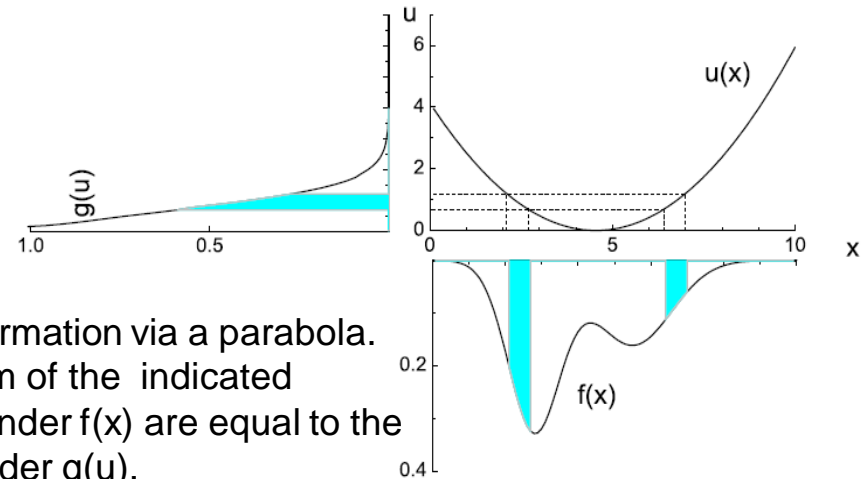 u
6
4
2
0
u(x)
g(u)
1.0
0.5
0
5
10
x
0.2
0.4
f(x)
rmation via a parabola.
of the indicated
nder f(x) are equal to the
der g(u).